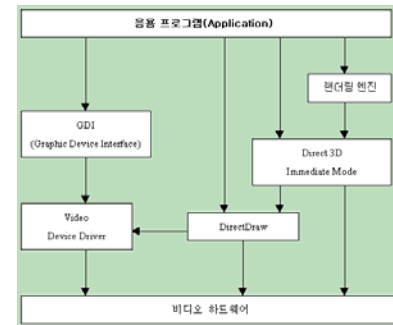 응용 프로그램(Application)
랜더링 엔진
GDI
(Graphic Device Interface)
Direct 3D
Immediate Mode
Video
Device Driver
DirectDraw
비디오 하드웨어